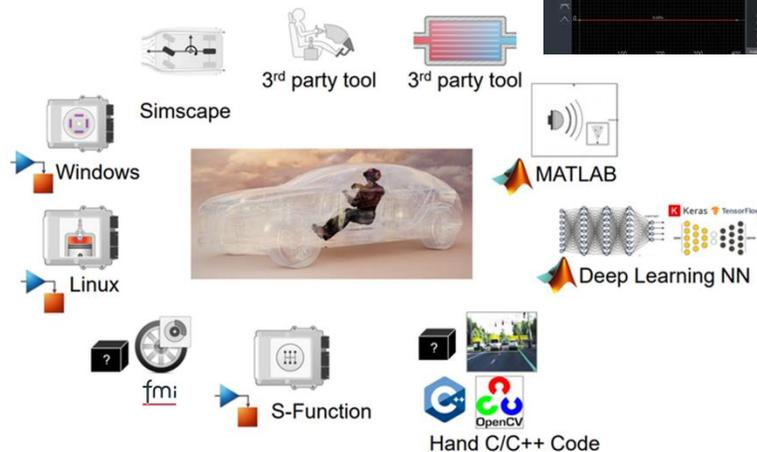 3rd party tool
3rd party tool
Simscape
Windows
MATLAB
Keras TensorFlow
Linux
Deep Learning NN
?
?
fmi
S-Function
C++
OpenCV
Hand C/C++ Code